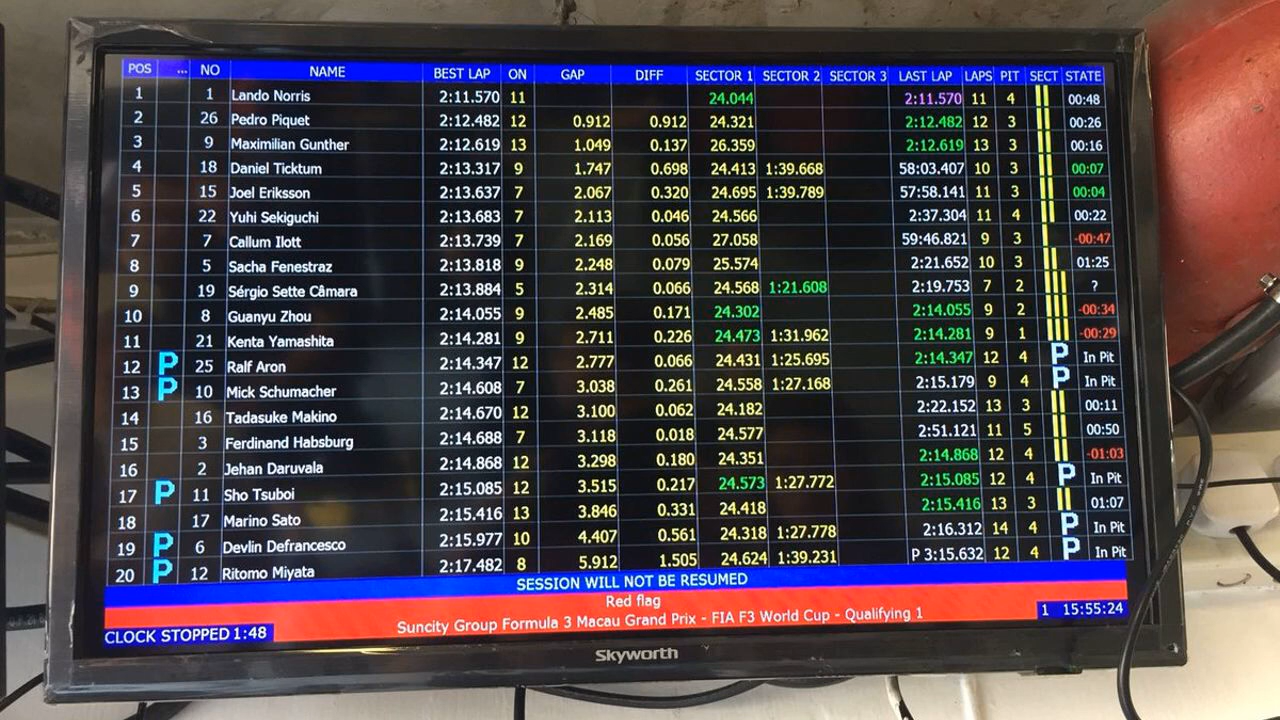 POS ... NO NAME BEST LAP ON GAP DIFF SECTOR 1 SECTOR 2 SECTOR 3 LAST LAP LAPS PIT SECT STATE
1 1 Lando Norris 2:11.570 11 24.044 2:11.570 11 4 00:48
2 26 Pedro Piquet 2:12.482 12 0.912 0.912 24.321 2:12.482 12 3 00:26
3 9 Maximilian Gunther 2:12.619 13 1.049 0.137 26.359 2:12.619 13 3 00:16
4 18 Daniel Ticktum 2:13.317 9 1.747 0.698 24.413 1:39.668 58:03.407 10 3 00:07
5 15 Joel Eriksson 2:13.637 7 2.067 0.320 24.695 1:39.789 57:58.141 11 3 00:04
6 22 Yuhi Sekiguchi 2:13.683 7 2.113 0.046 24.566 2:37.304 11 4 00:22
7 7 Callum Ilott 2:13.739 7 2.169 0.056 27.058 59:46.821 9 3 -00:47
8 5 Sacha Fenestraz 2:13.818 9 2.248 0.079 25.574 2:21.652 10 3 01:25
9 19 Sérgio Sette Câmara 2:13.884 5 2.314 0.066 24.568 1:21.608 2:19.753 7 2 ?
10 8 Guanyu Zhou 2:14.055 9 2.485 0.171 24.302 2:14.055 9 2 -00:34
11 21 Kenta Yamashita 2:14.281 9 2.711 0.226 24.473 1:31.962 2:14.281 9 1 -00:29
12 P 25 Ralf Aron 2:14.347 12 2.777 0.066 24.431 1:25.695 2:14.347 12 4 P In Pit
13 P 10 Mick Schumacher 2:14.608 7 3.038 0.261 24.558 1:27.168 2:15.179 9 4 P In Pit
14 16 Tadasuke Makino 2:14.670 12 3.100 0.062 24.182 2:22.152 13 3 00:11
15 3 Ferdinand Habsburg 2:14.688 7 3.118 0.018 24.577 2:51.121 11 5 00:50
16 2 Jehan Daruvala 2:14.868 12 3.298 0.180 24.351 2:14.868 12 4 -01:03
17 P 11 Sho Tsuboi 2:15.085 12 3.515 0.217 24.573 1:27.772 2:15.085 12 4 P In Pit
18 17 Marino Sato 2:15.416 13 3.846 0.331 24.418 2:15.416 13 3 01:07
19 P 6 Devlin Defrancesco 2:15.977 10 4.407 0.561 24.318 1:27.778 2:16.312 14 4 P In Pit
20 P 12 Ritomo Miyata 2:17.482 8 5.912 1.505 24.624 1:39.231 P 3:15.632 12 4 P In Pit
SESSION WILL NOT BE RESUMED
Red flag
1 15:55:24
Suncity Group Formula 3 Macau Grand Prix - FIA F3 World Cup - Qualifying 1
CLOCK STOPPED 1:48
Skyworth